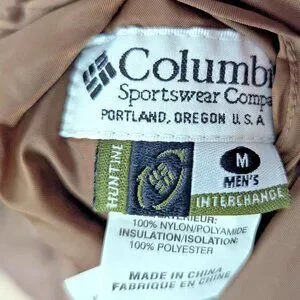 Columbi
Sportswear Compa
PORTLAND, OREGON U.S.A
HUNTING
M
MEN'S
INTERCHANGE
100% NYLON/POLYAMIDE
INSULATION/ISOLATION:
100% POLYESTER
MADE IN CHINA
FABRIQUE EN CHINE